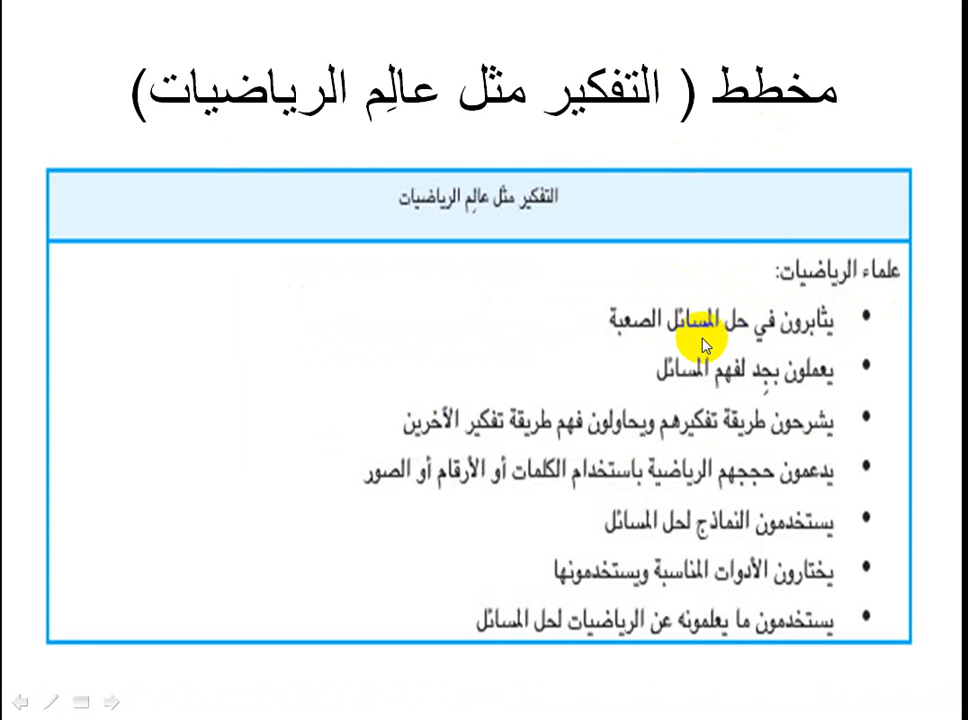 مخطط ( التفكير مثل عالِم الرياضيات)
التفكير مثل عالِم الرياضيات
علماء الرياضيات:
• يثابرون في حل المسائل الصعبة
• يعملون بجِد لفهم المسائل
• يشرحون طريقة تفكيرهم ويحاولون فهم طريقة تفكير الآخرين
• يدعمون حججهم الرياضية باستخدام الكلمات أو الأرقام أو الصور
• يستخدمون النماذج لحل المسائل
• يختارون الأدوات المناسبة ويستخدمونها
• يستخدمون ما يعلمونه عن الرياضيات لحل المسائل